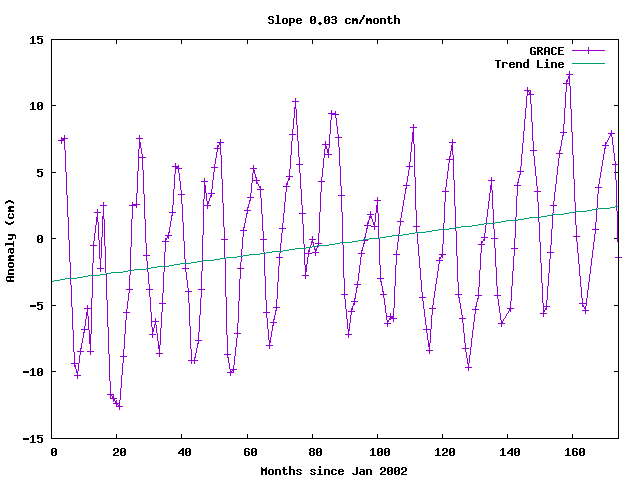 Slope 0.03 cm/month
GRACE
Trend Line
15
10
5
0
-5
-10
-15
Anomaly (cm)
0 20 40 60 80 100 120 140 160
Months since Jan 2002